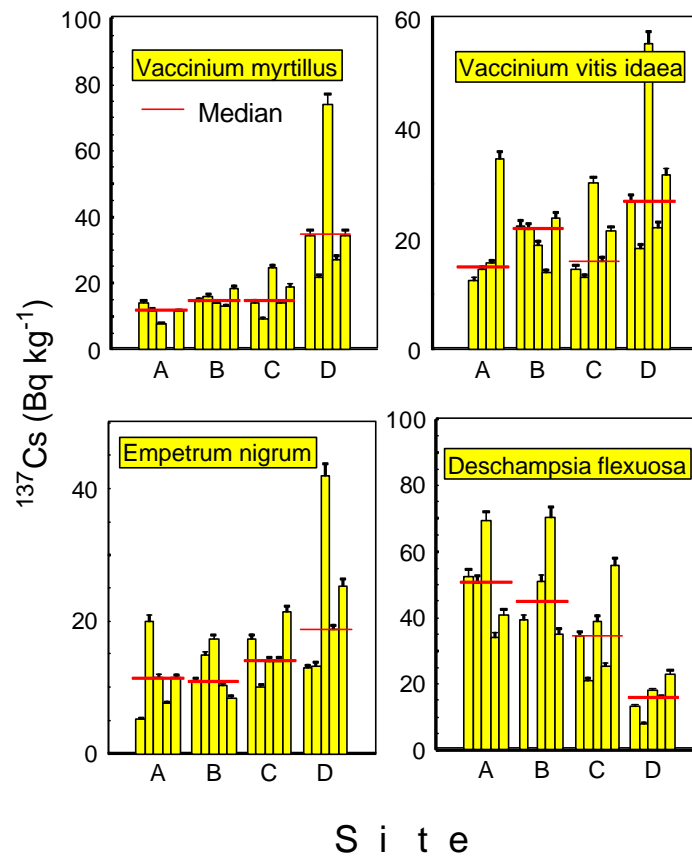 100
80
60
40
20
0
Vaccinium myrtillus
Median
A B C D
60
40
20
0
Vaccinium vitis idaea
A B C D
¹³⁷Cs (Bq kg⁻¹)
40
20
0
Empetrum nigrum
A B C D
100
80
60
40
20
0
Deschampsia flexuosa
A B C D
Site